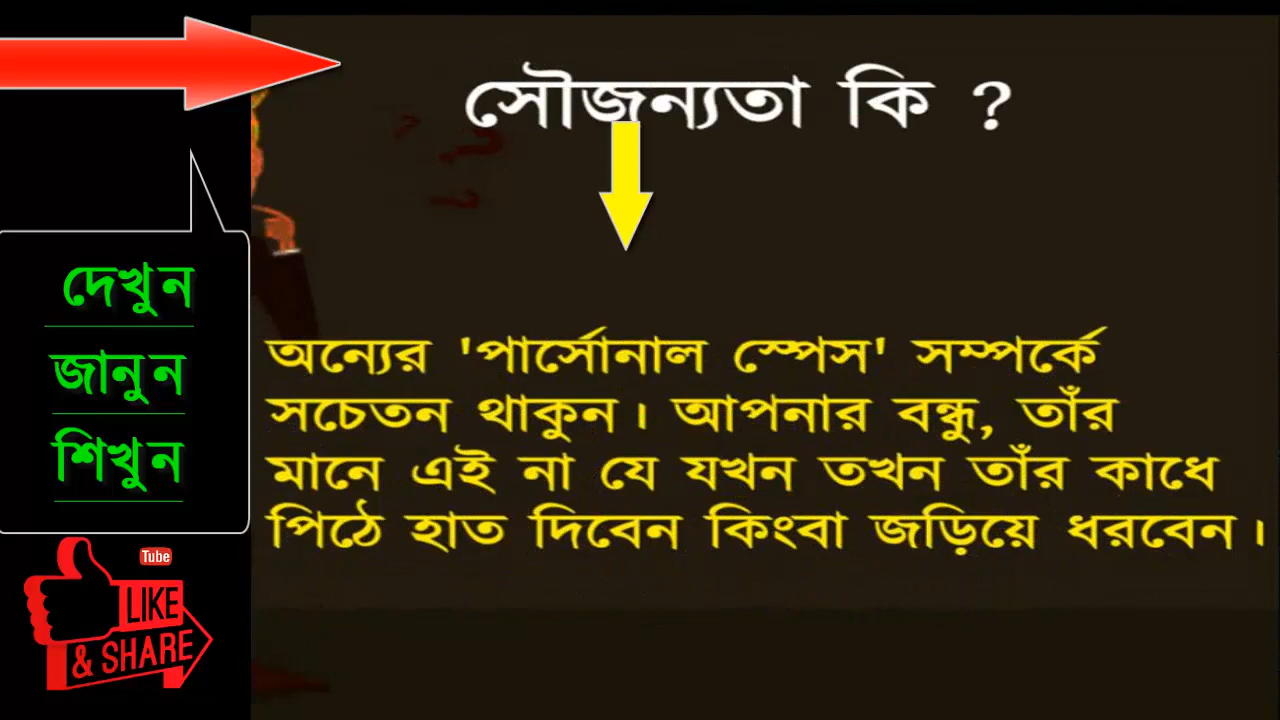 সৌজন্যতা কি ?
দেখুন
জানুন
শিখুন
অন্যের 'পার্সোনাল স্পেস' সম্পর্কে
সচেতন থাকুন। আপনার বন্ধু, তাঁর
মানে এই না যে যখন তখন তাঁর কাধে
পিঠে হাত দিবেন কিংবা জড়িয়ে ধরবেন।
Tube
LIKE
& SHARE